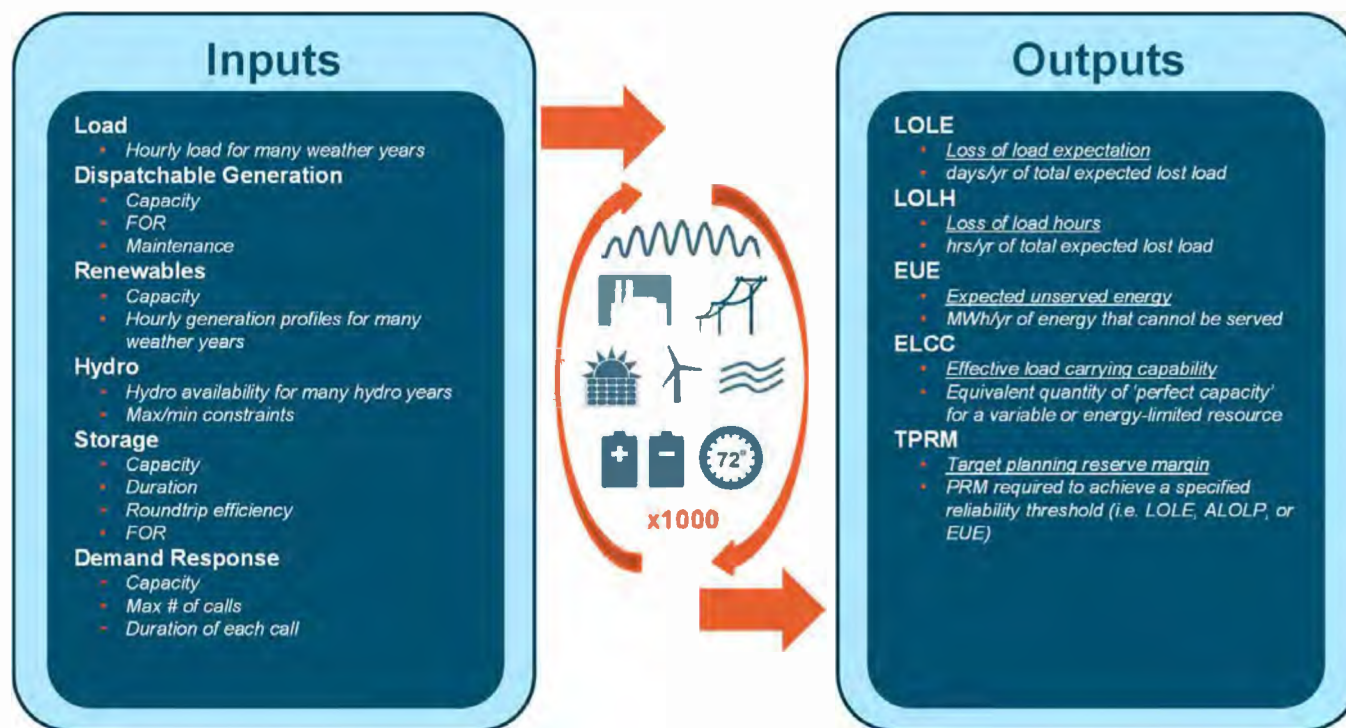 Inputs
Load
• Hourly load for many weather years
Dispatchable Generation
• Capacity
• FOR
• Maintenance
Renewables
• Capacity
• Hourly generation profiles for many
weather years
Hydro
• Hydro availability for many hydro years
• Max/min constraints
Storage
• Capacity
• Duration
• Roundtrip efficiency
• FOR
Demand Response
• Capacity
• Max # of calls
• Duration of each call
72°
x1000
Outputs
LOLE
• Loss of load expectation
• days/yr of total expected lost load
LOLH
• Loss of load hours
• hrs/yr of total expected lost load
EUE
• Expected unserved energy
• MWh/yr of energy that cannot be served
ELCC
• Effective load carrying capability
• Equivalent quantity of 'perfect capacity'
for a variable or energy-limited resource
TPRM
• Target planning reserve margin
• PRM required to achieve a specified
reliability threshold (i.e. LOLE, ALOLP, or
EUE)